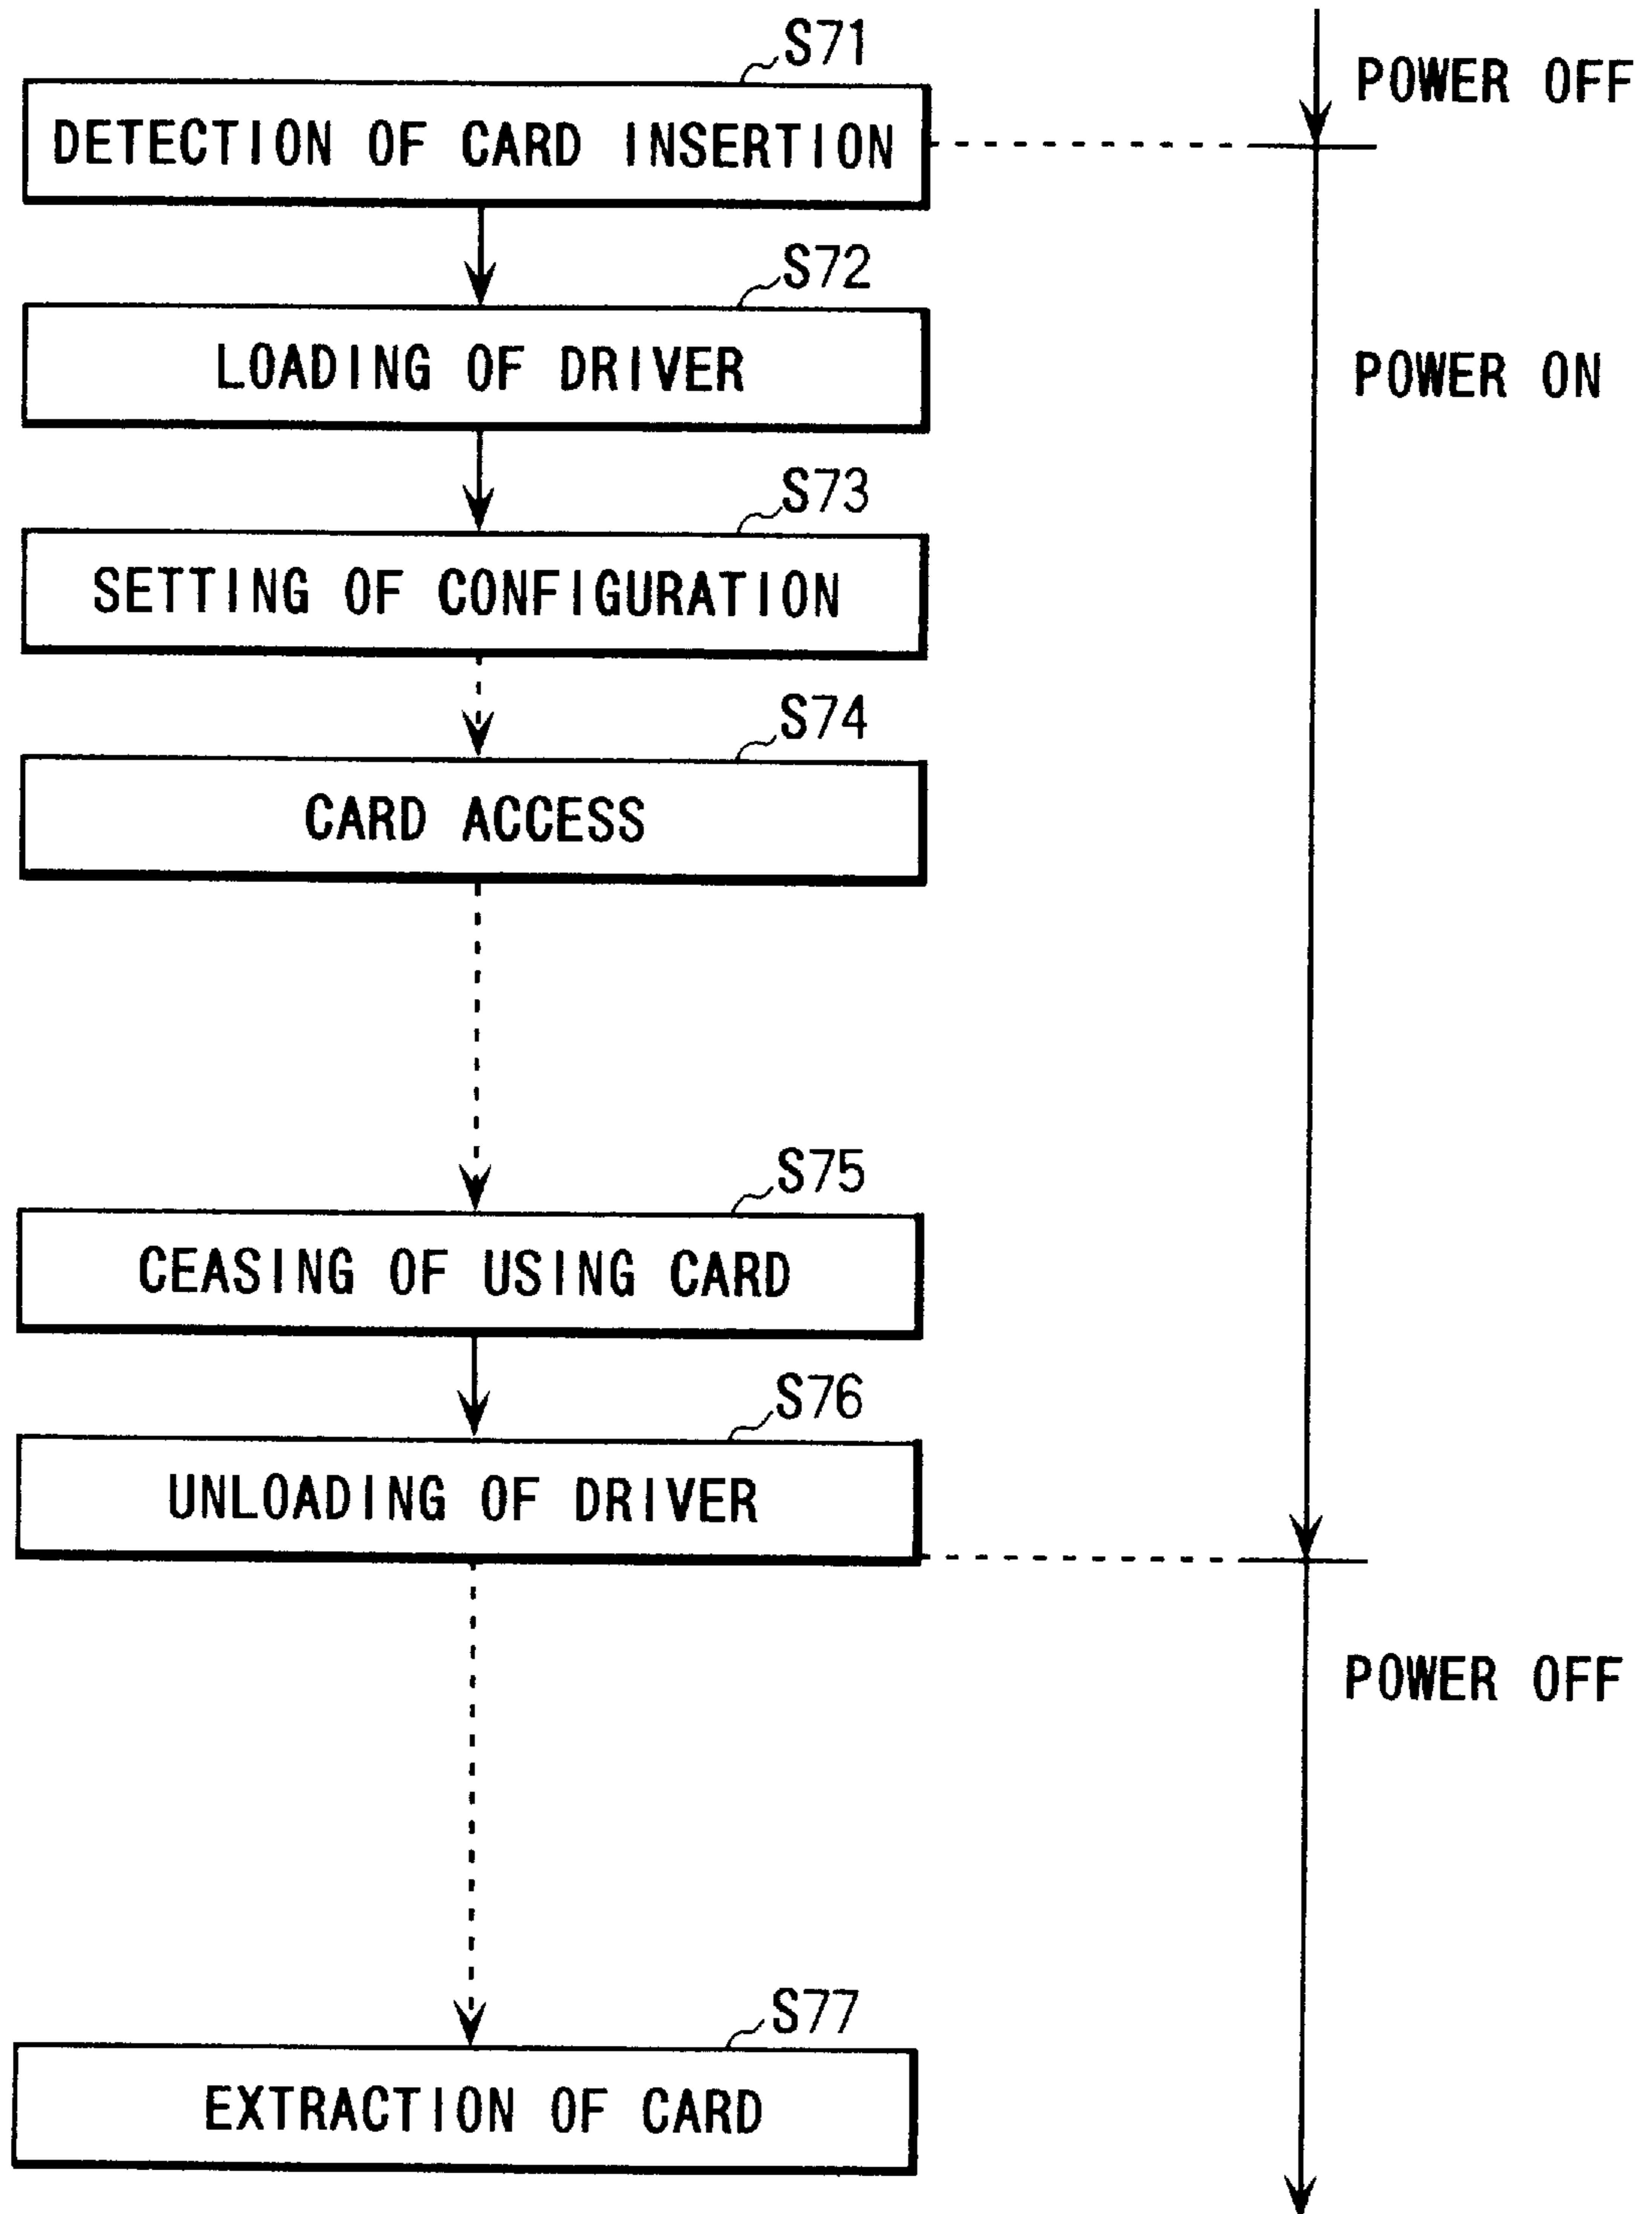 S71
POWER OFF
DETECTION OF CARD INSERTION
S72
LOADING OF DRIVER
POWER ON
S73
SETTING OF CONFIGURATION
S74
CARD ACCESS
S75
CEASING OF USING CARD
S76
UNLOADING OF DRIVER
POWER OFF
S77
EXTRACTION OF CARD